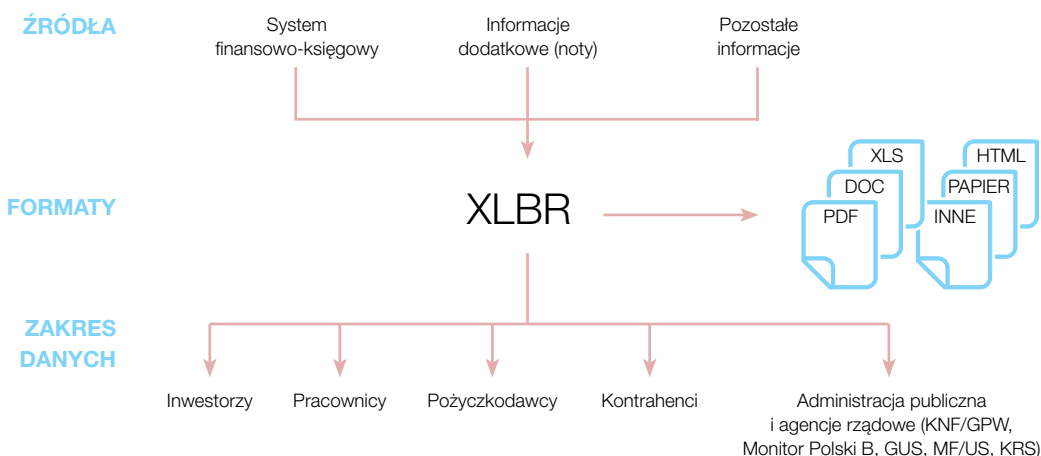 ŹRÓDŁA
System
finansowo-księgowy
Informacje
dodatkowe (noty)
Pozostałe
informacje
FORMATY
XLBR
XLS
DOC
PDF
HTML
PAPIER
INNE
ZAKRES
DANYCH
Inwestorzy
Pracownicy
Pożyczkodawcy
Kontrahenci
Administracja publiczna
i agencje rządowe (KNF/GPW,
Monitor Polski B, GUS, MF/US, KRS)